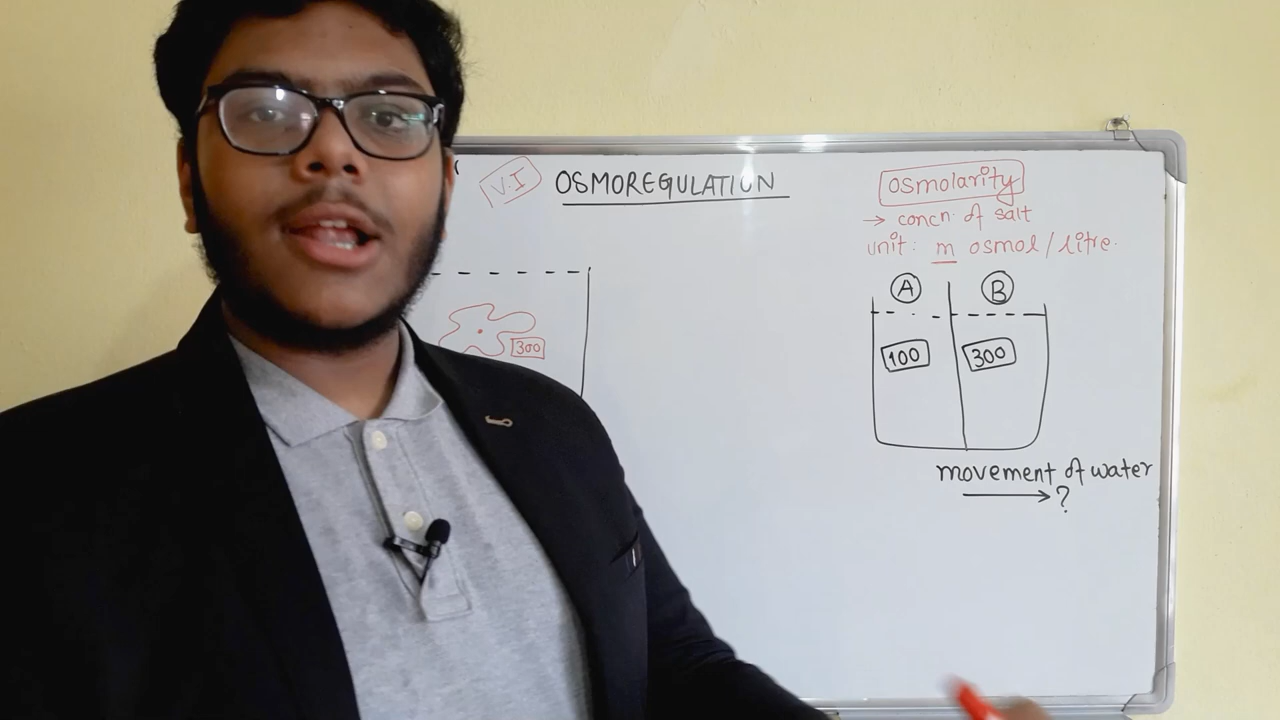 V.I OSMOREGULATION
300
Osmolarity
→ concn. of salt
unit: m osmol/litre.
A B
100 300
movement of water
→ ?